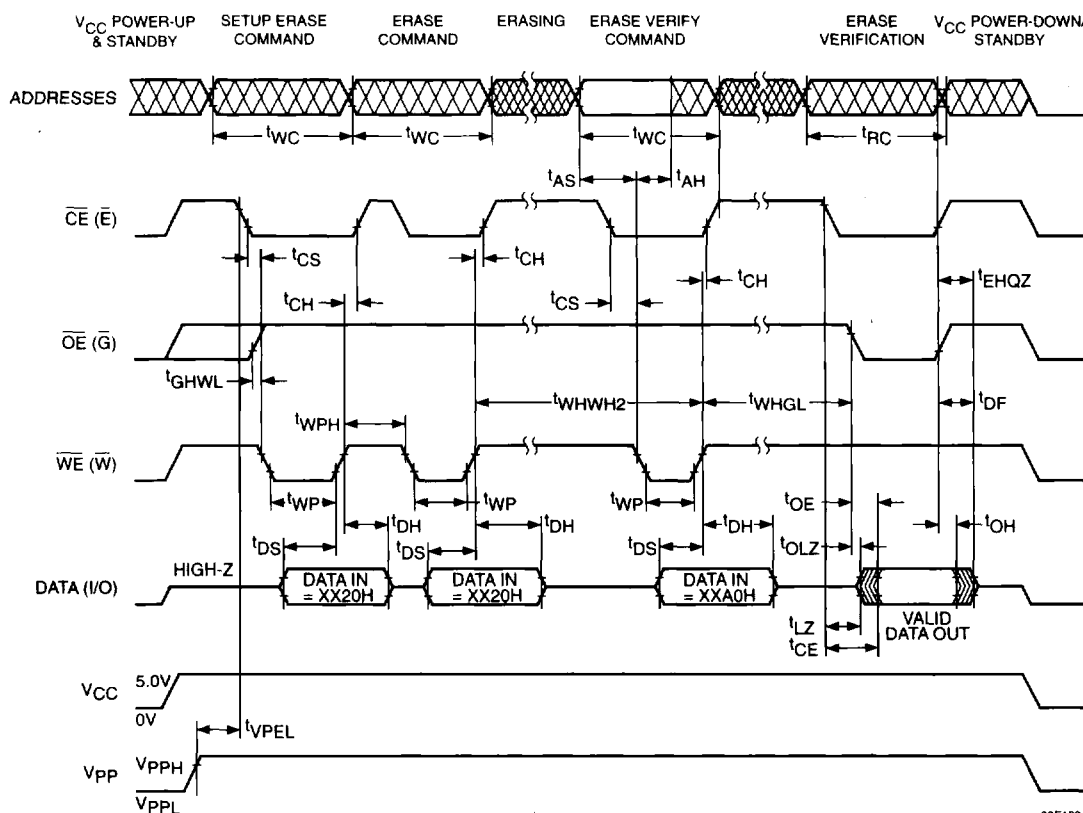 VCC POWER-UP & STANDBY
SETUP ERASE COMMAND
ERASE COMMAND
ERASING
ERASE VERIFY COMMAND
ERASE VERIFICATION
VCC POWER-DOWN/ STANDBY
ADDRESSES
tWC
tWC
tWC
tRC
tAS
tAH
CE (E)
tCS
tCH
tCH
tCS
tCH
tEHQZ
OE (G)
tGHWL
tWPH
tWHWH2
tWHGL
tDF
WE (W)
tWP
tWP
tWP
tOE
tDH
tDH
tDH
tOH
tDS
tDS
tDS
tOLZ
HIGH-Z
DATA (I/O)
DATA IN = XX20H
DATA IN = XX20H
DATA IN = XXA0H
VALID DATA OUT
tLZ
tCE
5.0V
VCC
0V
tVPEL
VPPH
VPP
VPPL